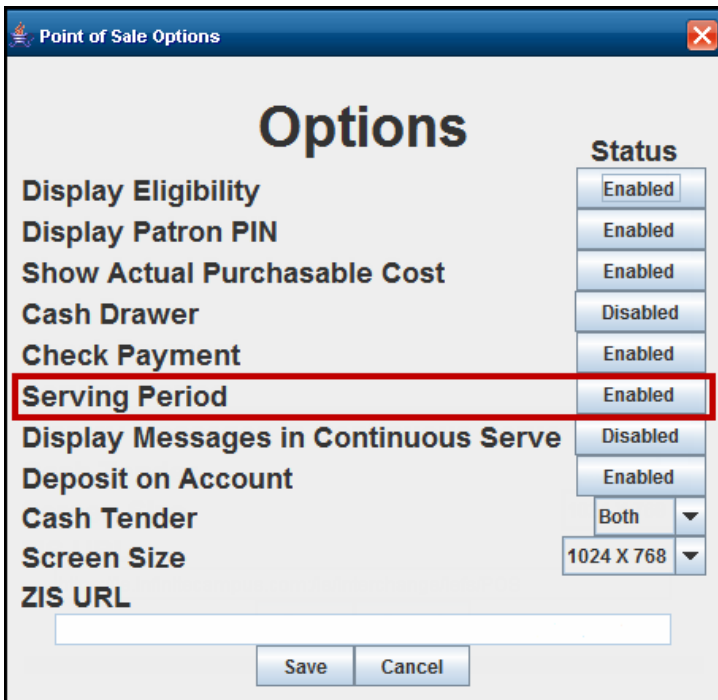 Point of Sale Options
Options
Status
Display Eligibility Enabled
Display Patron PIN Enabled
Show Actual Purchasable Cost Enabled
Cash Drawer Disabled
Check Payment Enabled
Serving Period Enabled
Display Messages in Continuous Serve Disabled
Deposit on Account Enabled
Cash Tender Both
Screen Size 1024 X 768
ZIS URL
Save Cancel